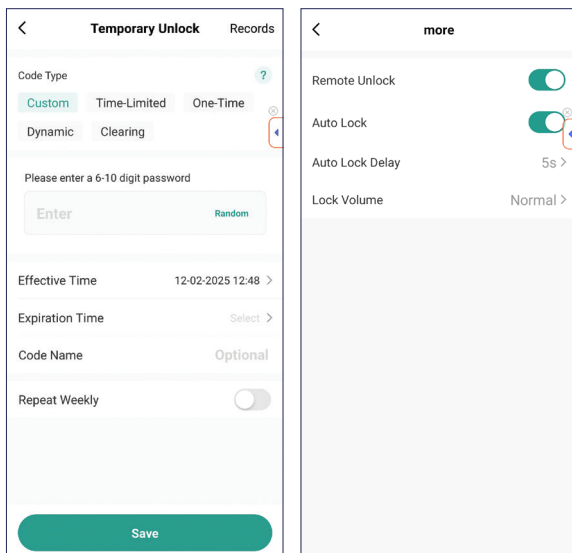 Temporary Unlock Records
Code Type ?
Custom Time-Limited One-Time
Dynamic Clearing
Please enter a 6-10 digit password
Enter Random
Effective Time 12-02-2025 12:48 >
Expiration Time Select >
Code Name Optional
Repeat Weekly
Save
more
Remote Unlock
Auto Lock
Auto Lock Delay 5s >
Lock Volume Normal >